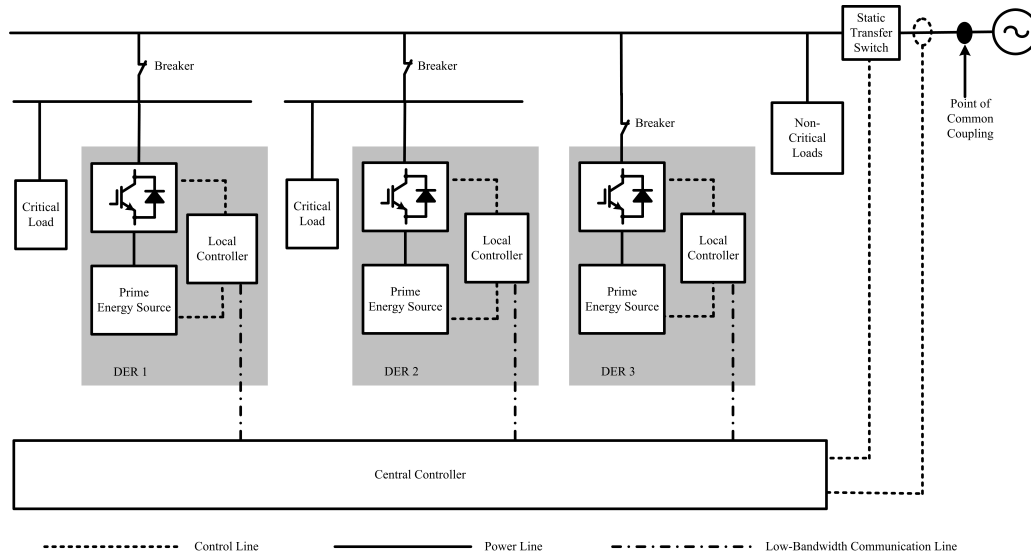 Static
Transfer
Switch
Breaker
Breaker
Breaker
Point of
Common
Coupling
Non-
Critical
Loads
Critical
Load
Local
Controller
Prime
Energy Source
DER 1
Critical
Load
Local
Controller
Prime
Energy Source
DER 2
Local
Controller
Prime
Energy Source
DER 3
Central Controller
Control Line
Power Line
Low-Bandwidth Communication Line